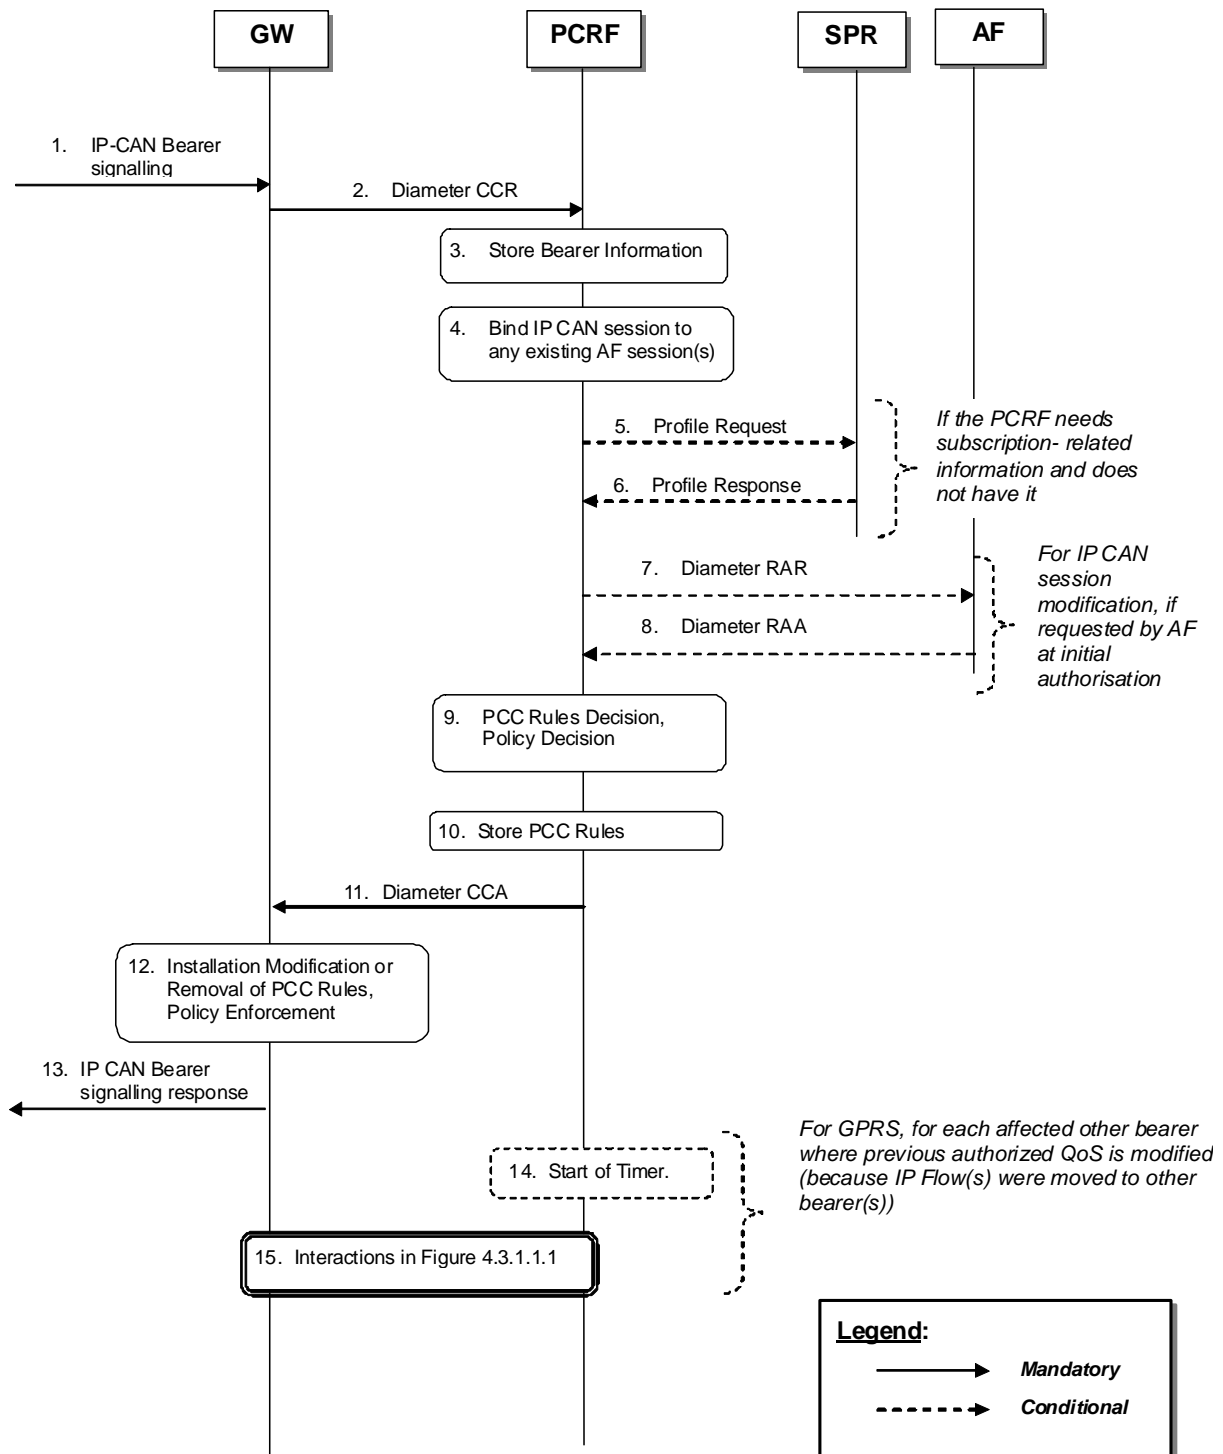 GW
PCRF
SPR
AF
1. IP-CAN Bearer
signalling
2. Diameter CCR
3. Store Bearer Information
4. Bind IP CAN session to
any existing AF session(s)
5. Profile Request
6. Profile Response
If the PCRF needs
subscription- related
information and does
not have it
7. Diameter RAR
8. Diameter RAA
For IP CAN
session
modification, if
requested by AF
at initial
authorisation
9. PCC Rules Decision,
Policy Decision
10. Store PCC Rules
11. Diameter CCA
12. Installation Modification or
Removal of PCC Rules,
Policy Enforcement
13. IP CAN Bearer
signalling response
14. Start of Timer.
For GPRS, for each affected other bearer
where previous authorized QoS is modified
(because IP Flow(s) were moved to other
bearer(s))
15. Interactions in Figure 4.3.1.1.1
Legend:
Mandatory
Conditional